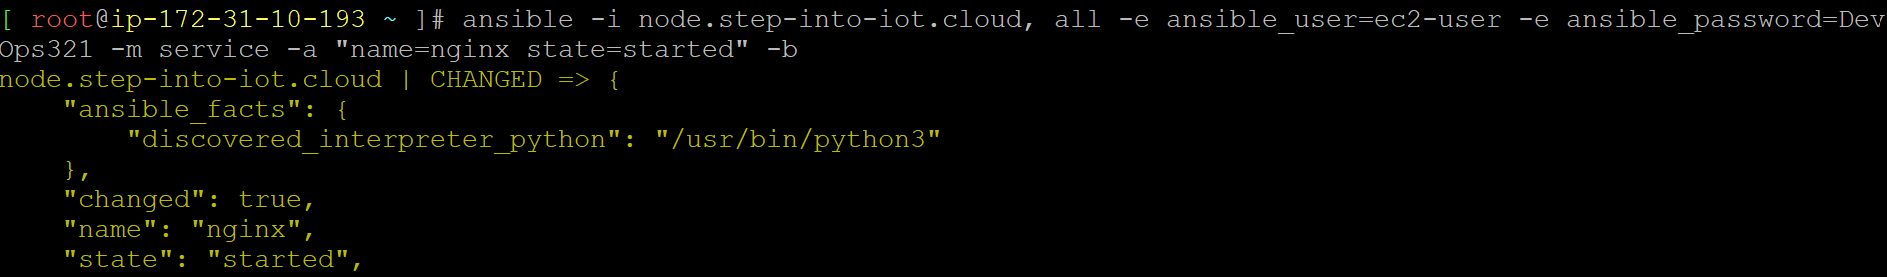 [ root@ip-172-31-10-193 ~ ]# ansible -i node.step-into-iot.cloud, all -e ansible_user=ec2-user -e ansible_password=Dev
Ops321 -m service -a "name=nginx state=started" -b
node.step-into-iot.cloud | CHANGED => {
    "ansible_facts": {
        "discovered_interpreter_python": "/usr/bin/python3"
    },
    "changed": true,
    "name": "nginx",
    "state": "started",